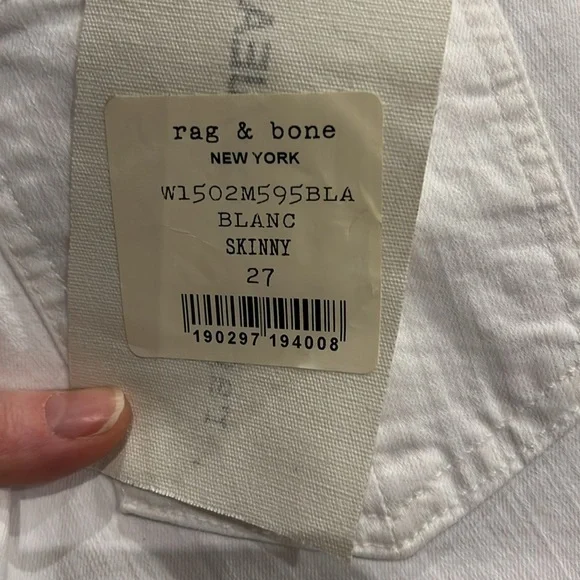 rag & bone
NEW YORK
W1502M595BLA
BLANC
SKINNY
27
190297 194008